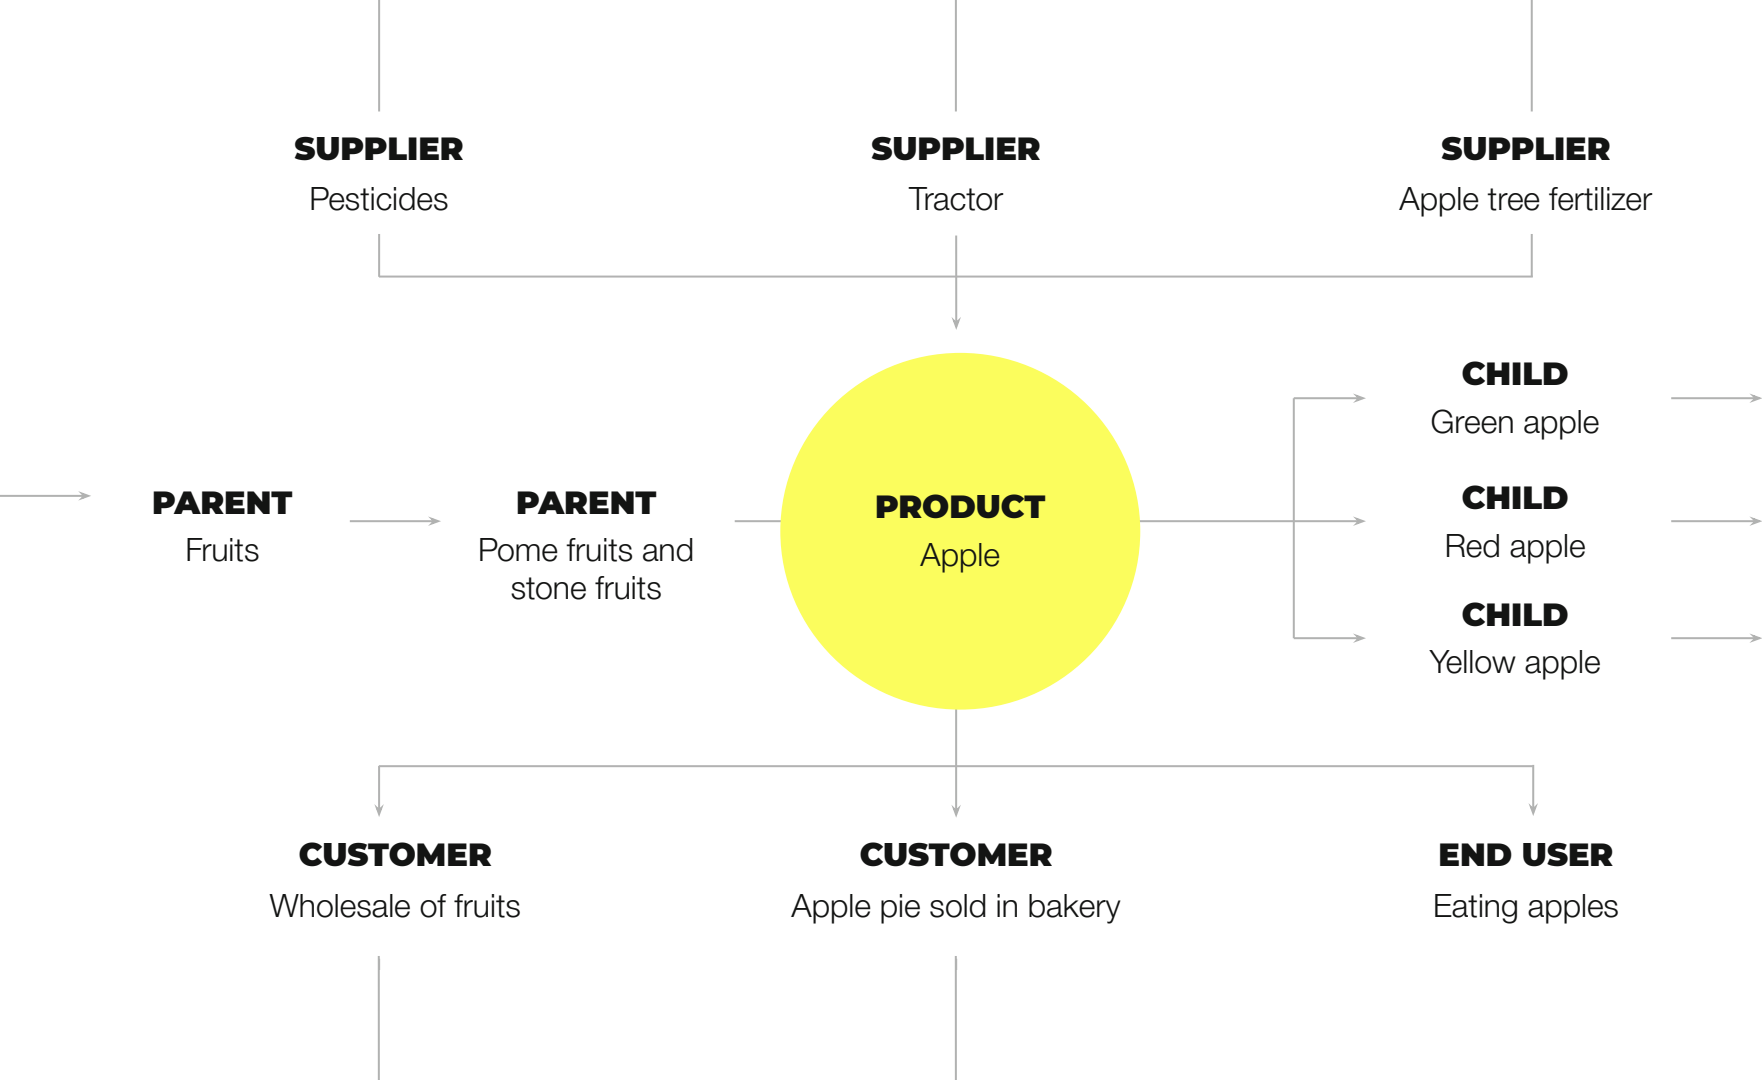 SUPPLIER
Pesticides
SUPPLIER
Tractor
SUPPLIER
Apple tree fertilizer
PARENT
Fruits
PARENT
Pome fruits and
stone fruits
PRODUCT
Apple
CHILD
Green apple
CHILD
Red apple
CHILD
Yellow apple
CUSTOMER
Wholesale of fruits
CUSTOMER
Apple pie sold in bakery
END USER
Eating apples